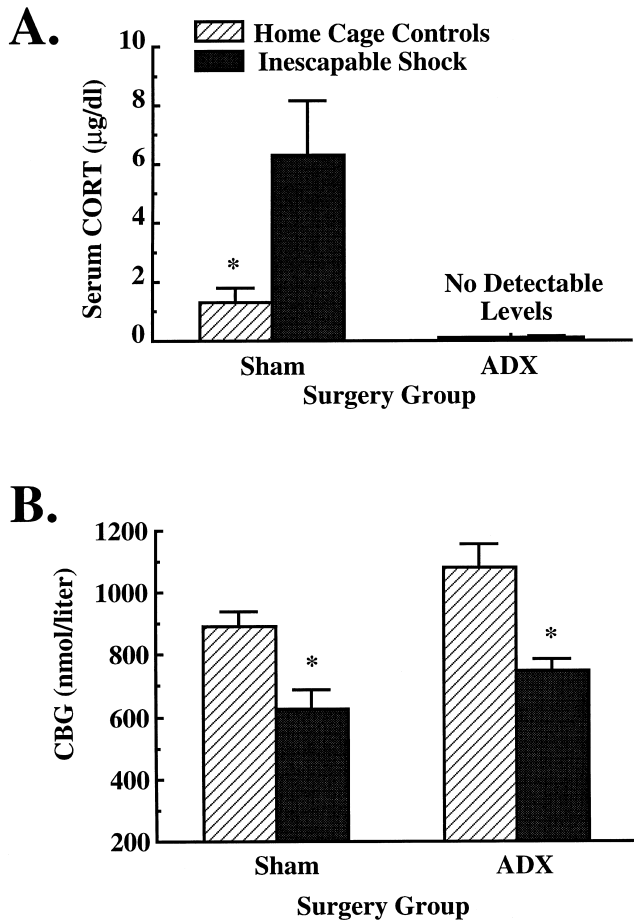 A.
Home Cage Controls
Inescapable Shock
Serum CORT (µg/dl)
10
8
6
4
2
0
*
No Detectable
Levels
Sham
ADX
Surgery Group
B.
CBG (nmol/liter)
1200
1000
800
600
400
200
*
*
Sham
ADX
Surgery Group